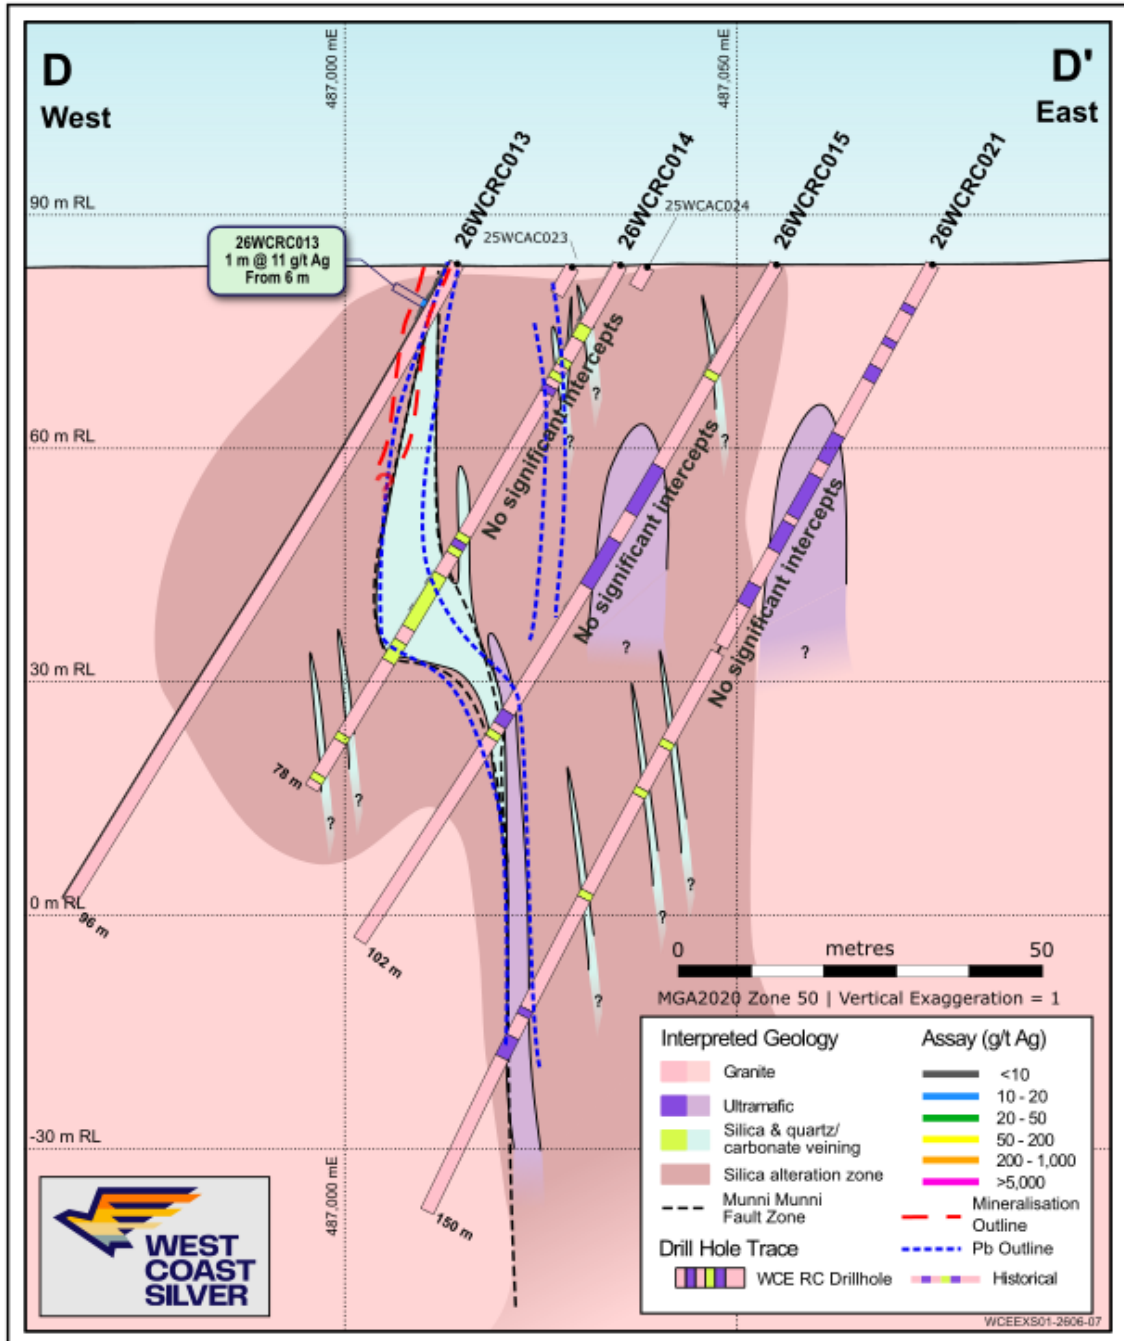 D
West
D'
East
487,000 mE
487,050 mE
26WCRC013
26WCRC014
26WCRC015
26WCRC021
25WCAC023
25WCAC024
90 m RL
26WCRC013
1 m @ 11 g/t Ag
From 6 m
60 m RL
No significant intercepts
No significant intercepts
No significant intercepts
?
?
?
?
?
30 m RL
78 m
?
?
?
?
?
0 m RL
96 m
102 m
150 m
0 metres 50
MGA2020 Zone 50 | Vertical Exaggeration = 1
-30 m RL
487,000 mE
Interpreted Geology
Granite
Ultramafic
Silica & quartz/
carbonate veining
Silica alteration zone
Munni Munni
Fault Zone
Drill Hole Trace
WCE RC Drillhole
Assay (g/t Ag)
<10
10 - 20
20 - 50
50 - 200
200 - 1,000
>5,000
Mineralisation
Outline
Pb Outline
Historical
WEST
COAST
SILVER
WCEEXS01-2606-07